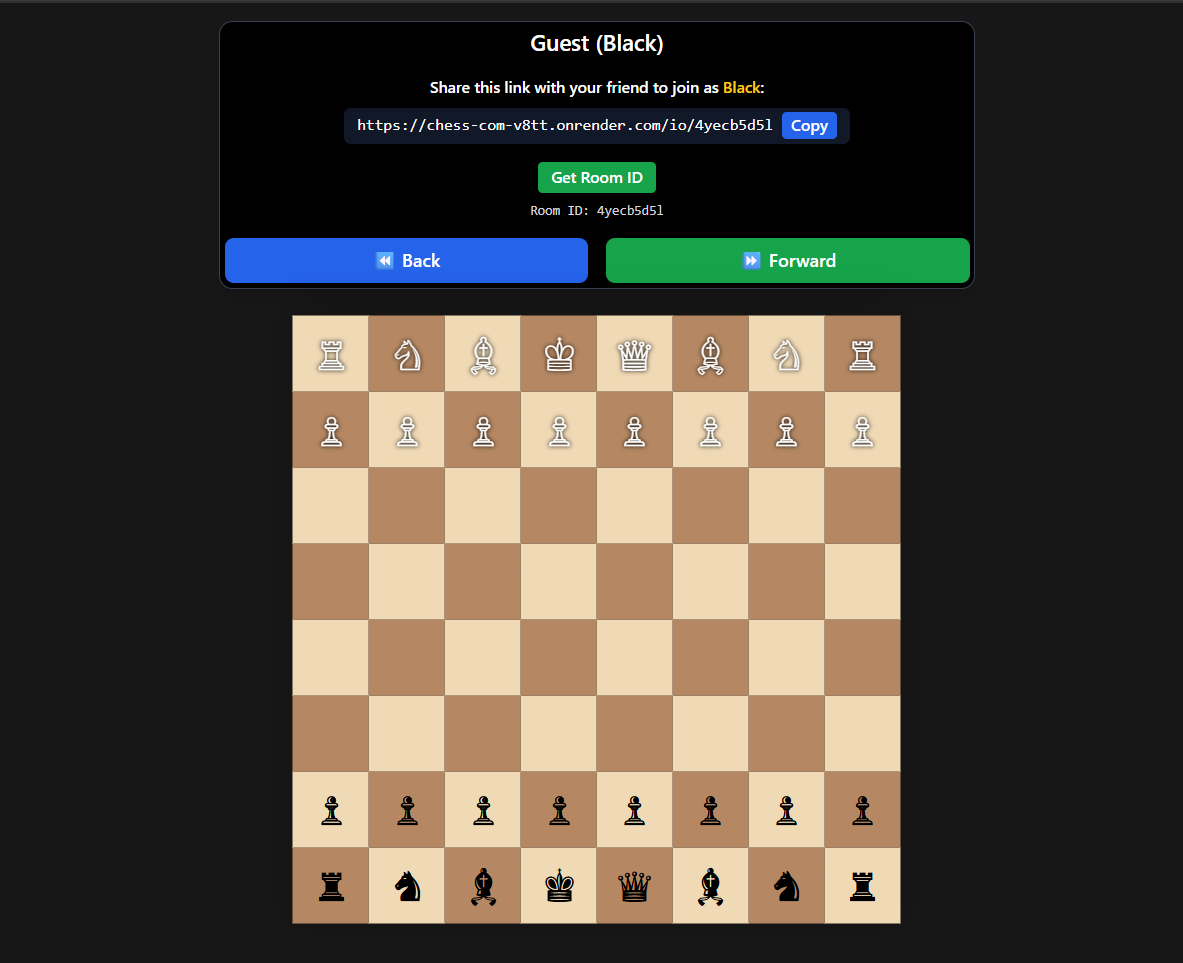 Guest (Black)
Share this link with your friend to join as Black:
https://chess-com-v8tt.onrender.com/io/4yecb5d5l Copy
Get Room ID
Room ID: 4yecb5d5l
⏪ Back
⏩ Forward